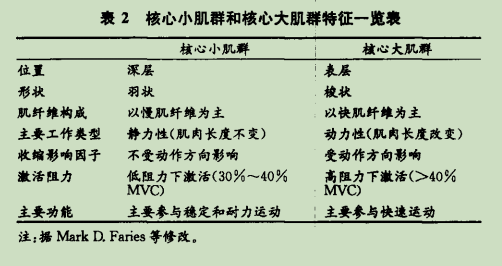 表 2 核心小肌群和核心大肌群特征一览表
核心小肌群 核心大肌群
位置 深层 表层
形状 羽状 梭状
肌纤维构成 以慢肌纤维为主 以快肌纤维为主
主要工作类型 静力性(肌肉长度不变) 动力性(肌肉长度改变)
收缩影响因子 不受动作方向影响 受动作方向影响
激活阻力 低阻力下激活(30%~40% 高阻力下激活(>40%
MVC) MVC)
主要功能 主要参与稳定和耐力运动 主要参与快速运动
注:据 Mark D. Faries 等修改。